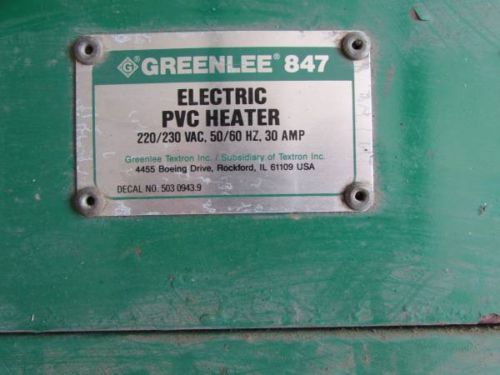 G® GREENLEE® 847
ELECTRIC
PVC HEATER
220/230 VAC, 50/60 HZ, 30 AMP
Greenlee Textron Inc. / Subsidiary of Textron Inc.
4455 Boeing Drive, Rockford, IL 61109 USA
DECAL NO. 503 0943.9